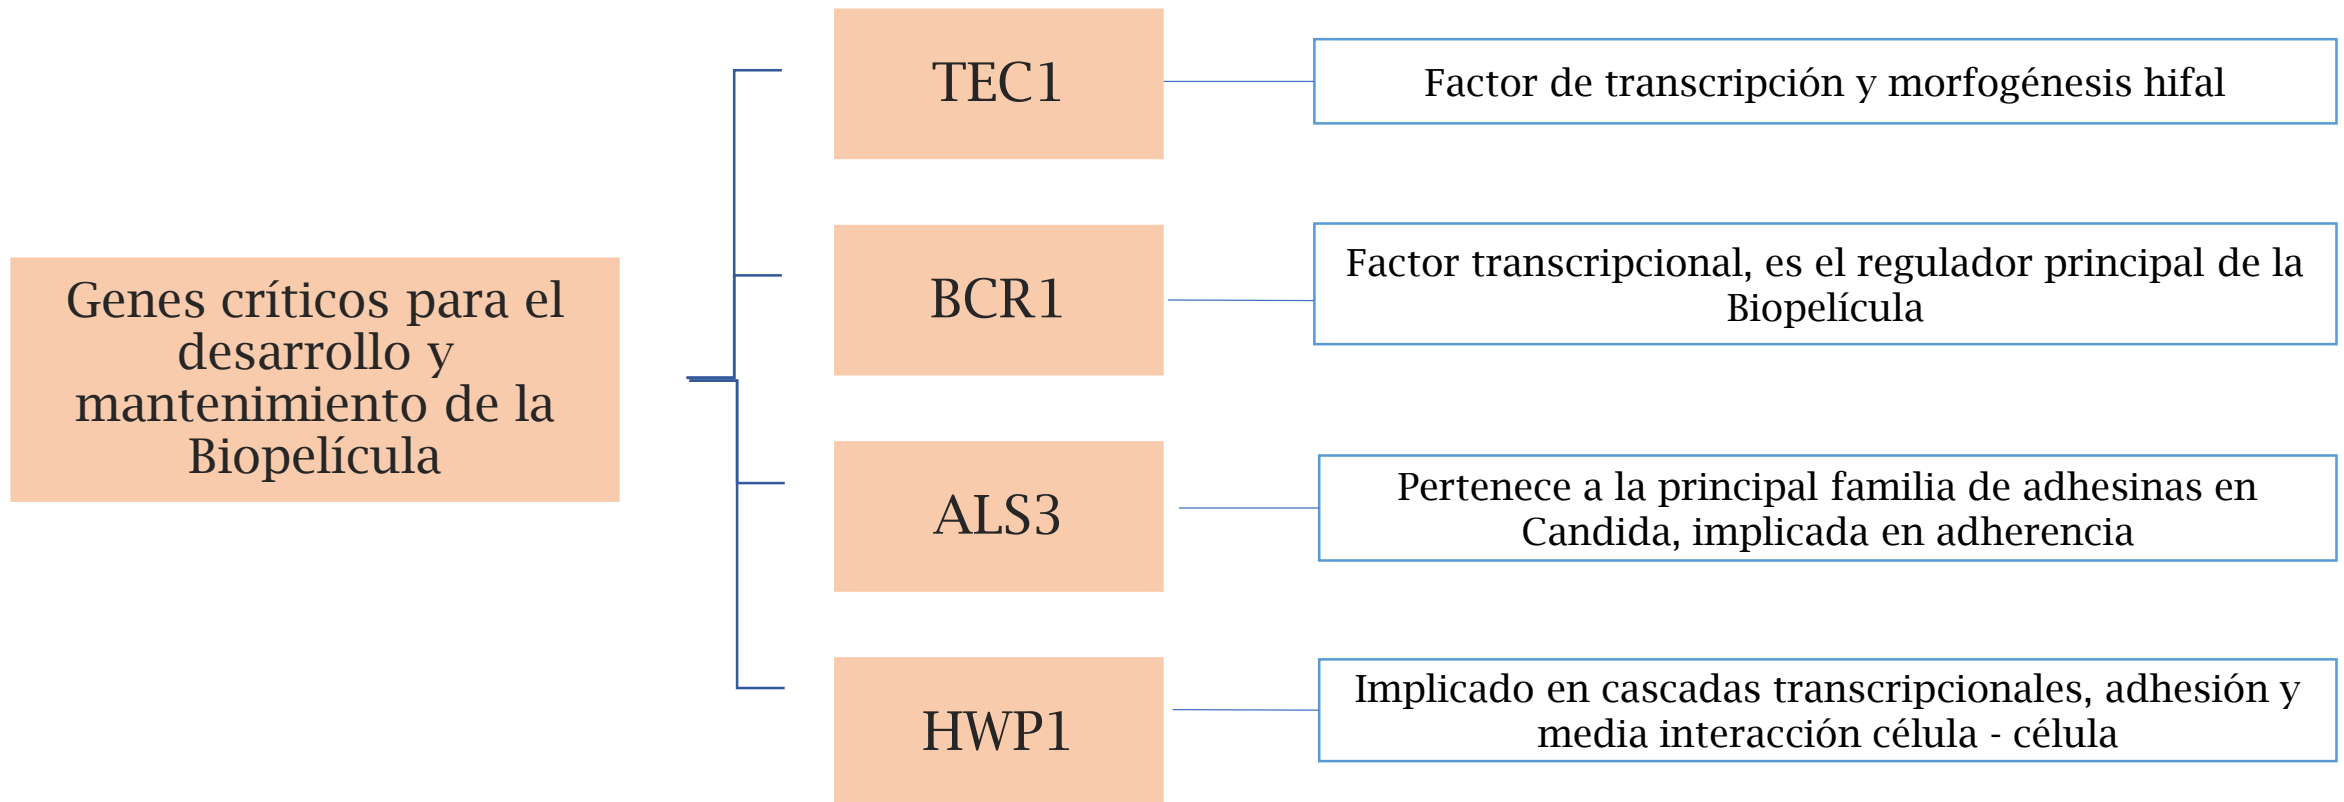 Genes críticos para el
desarrollo y
mantenimiento de la
Biopelícula
TEC1
Factor de transcripción y morfogénesis hifal
BCR1
Factor transcripcional, es el regulador principal de la
Biopelícula
ALS3
Pertenece a la principal familia de adhesinas en
Candida, implicada en adherencia
HWP1
Implicado en cascadas transcripcionales, adhesión y
media interacción célula - célula